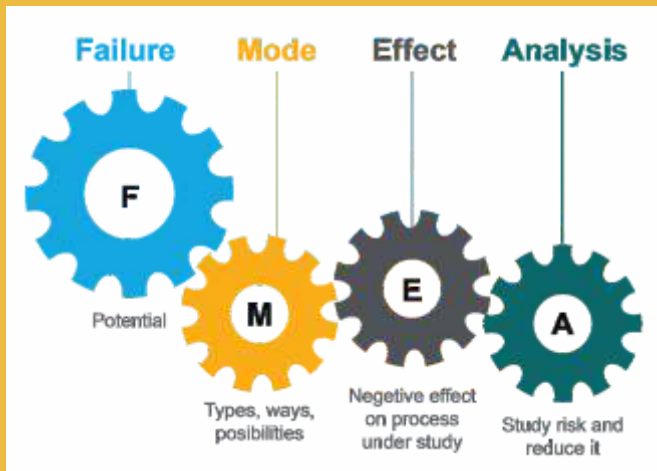 Failure Mode Effect Analysis
F
M
E
A
Potential
Types, ways,
posibilities
Negetive effect
on process
under study
Study risk and
reduce it